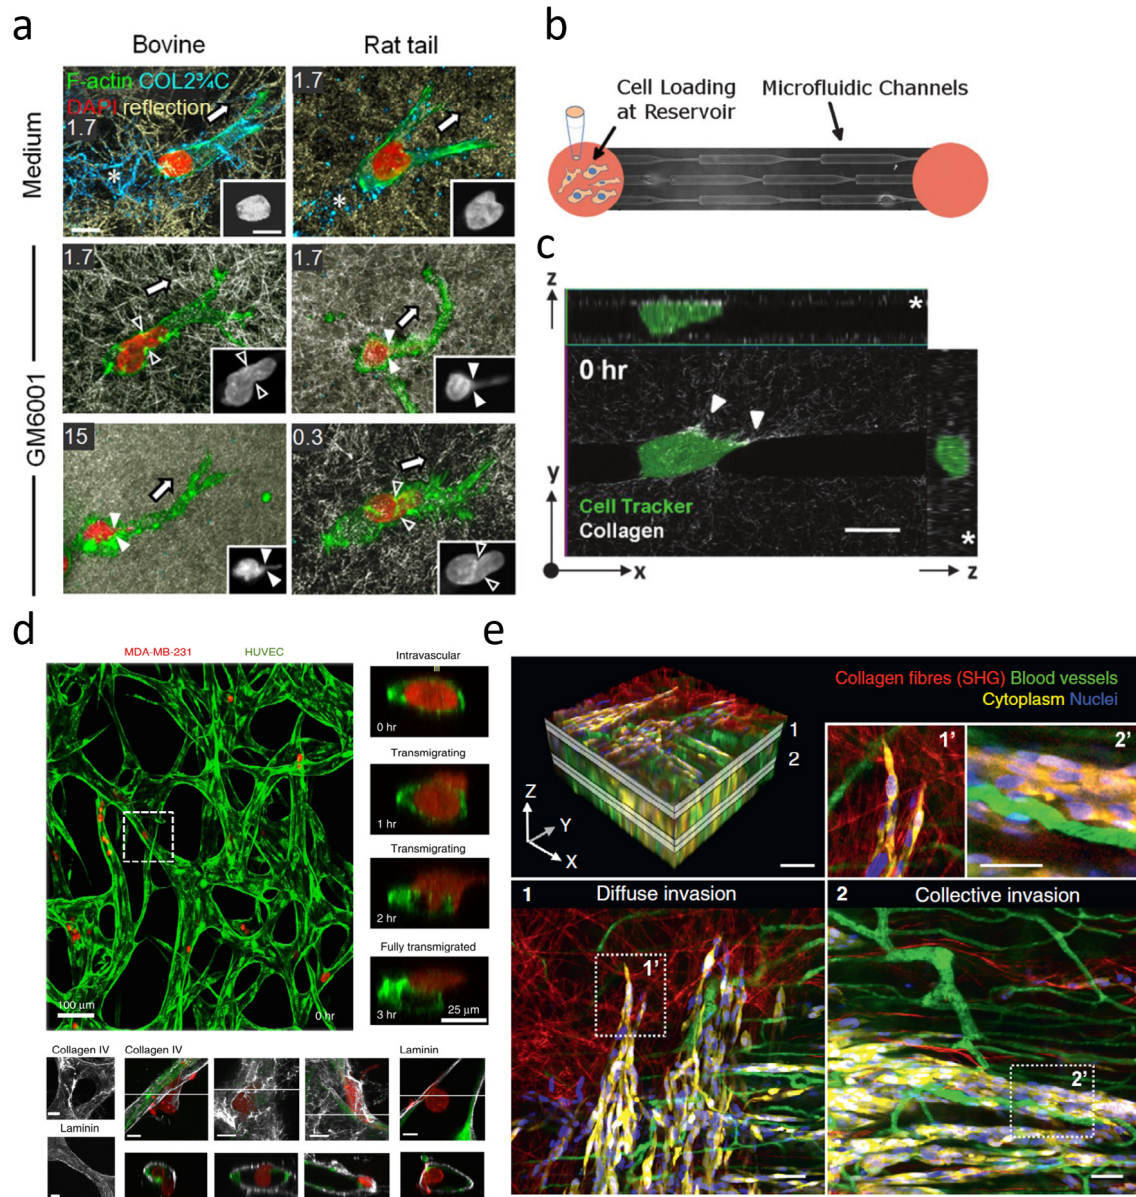 a
Bovine
Rat tail
Medium
F-actin COL2¾C
DAPI reflection
1.7
*
1.7
*
GM6001
1.7
1.7
15
0.3
b
Cell Loading
at Reservoir
Microfluidic Channels
c
z
*
0 hr
y
Cell Tracker
Collagen
*
x
z
d
MDA-MB-231
HUVEC
100 µm
0 hr
Intravascular
0 hr
Transmigrating
1 hr
Transmigrating
2 hr
Fully transmigrated
3 hr
25 µm
Collagen IV
Collagen IV
Laminin
Laminin
e
Collagen fibres (SHG) Blood vessels
Cytoplasm Nuclei
1
2
Z
Y
X
1'
2'
1
Diffuse invasion
1'
2
Collective invasion
2'